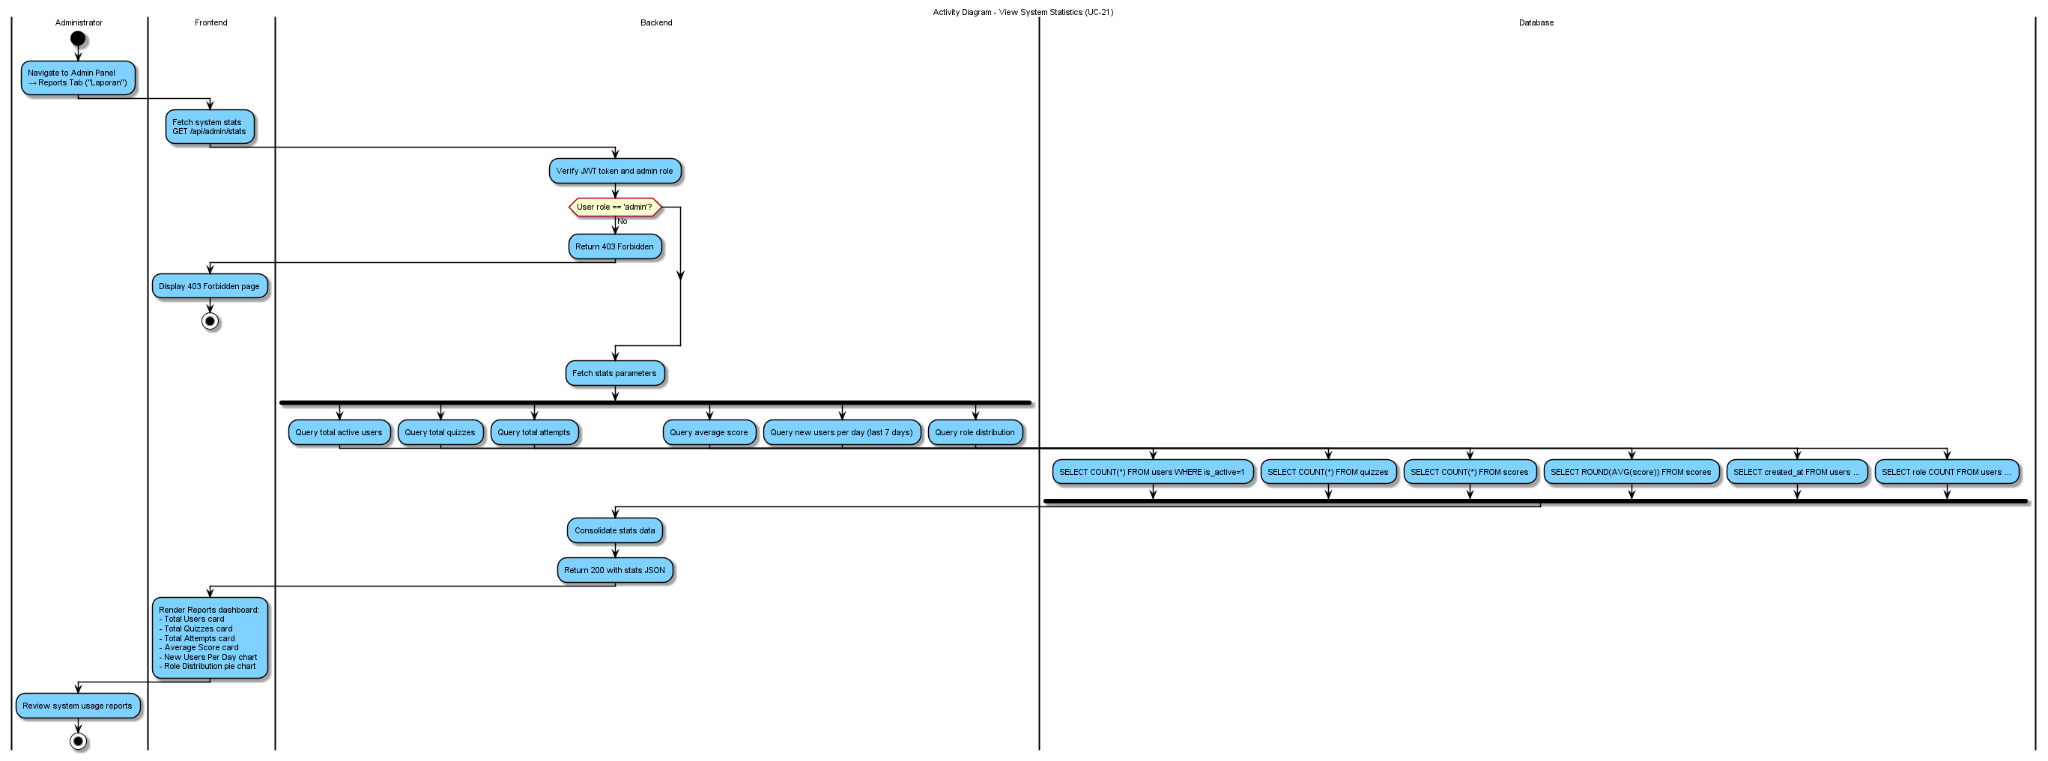 Activity Diagram - View System Statistics (UC-21)
Administrator
Frontend
Backend
Database
Navigate to Admin Panel
→ Reports Tab ("Laporan")
Fetch system stats
GET /api/admin/stats
Verify JWT token and admin role
User role == 'admin'?
No
Return 403 Forbidden
Display 403 Forbidden page
Fetch stats parameters
Query total active users
Query total quizzes
Query total attempts
Query average score
Query new users per day (last 7 days)
Query role distribution
SELECT COUNT(*) FROM users WHERE is_active=1
SELECT COUNT(*) FROM quizzes
SELECT COUNT(*) FROM scores
SELECT ROUND(AVG(score)) FROM scores
SELECT created_at FROM users ...
SELECT role COUNT FROM users ...
Consolidate stats data
Return 200 with stats JSON
Render Reports dashboard:
- Total Users card
- Total Quizzes card
- Total Attempts card
- Average Score card
- New Users Per Day chart
- Role Distribution pie chart
Review system usage reports